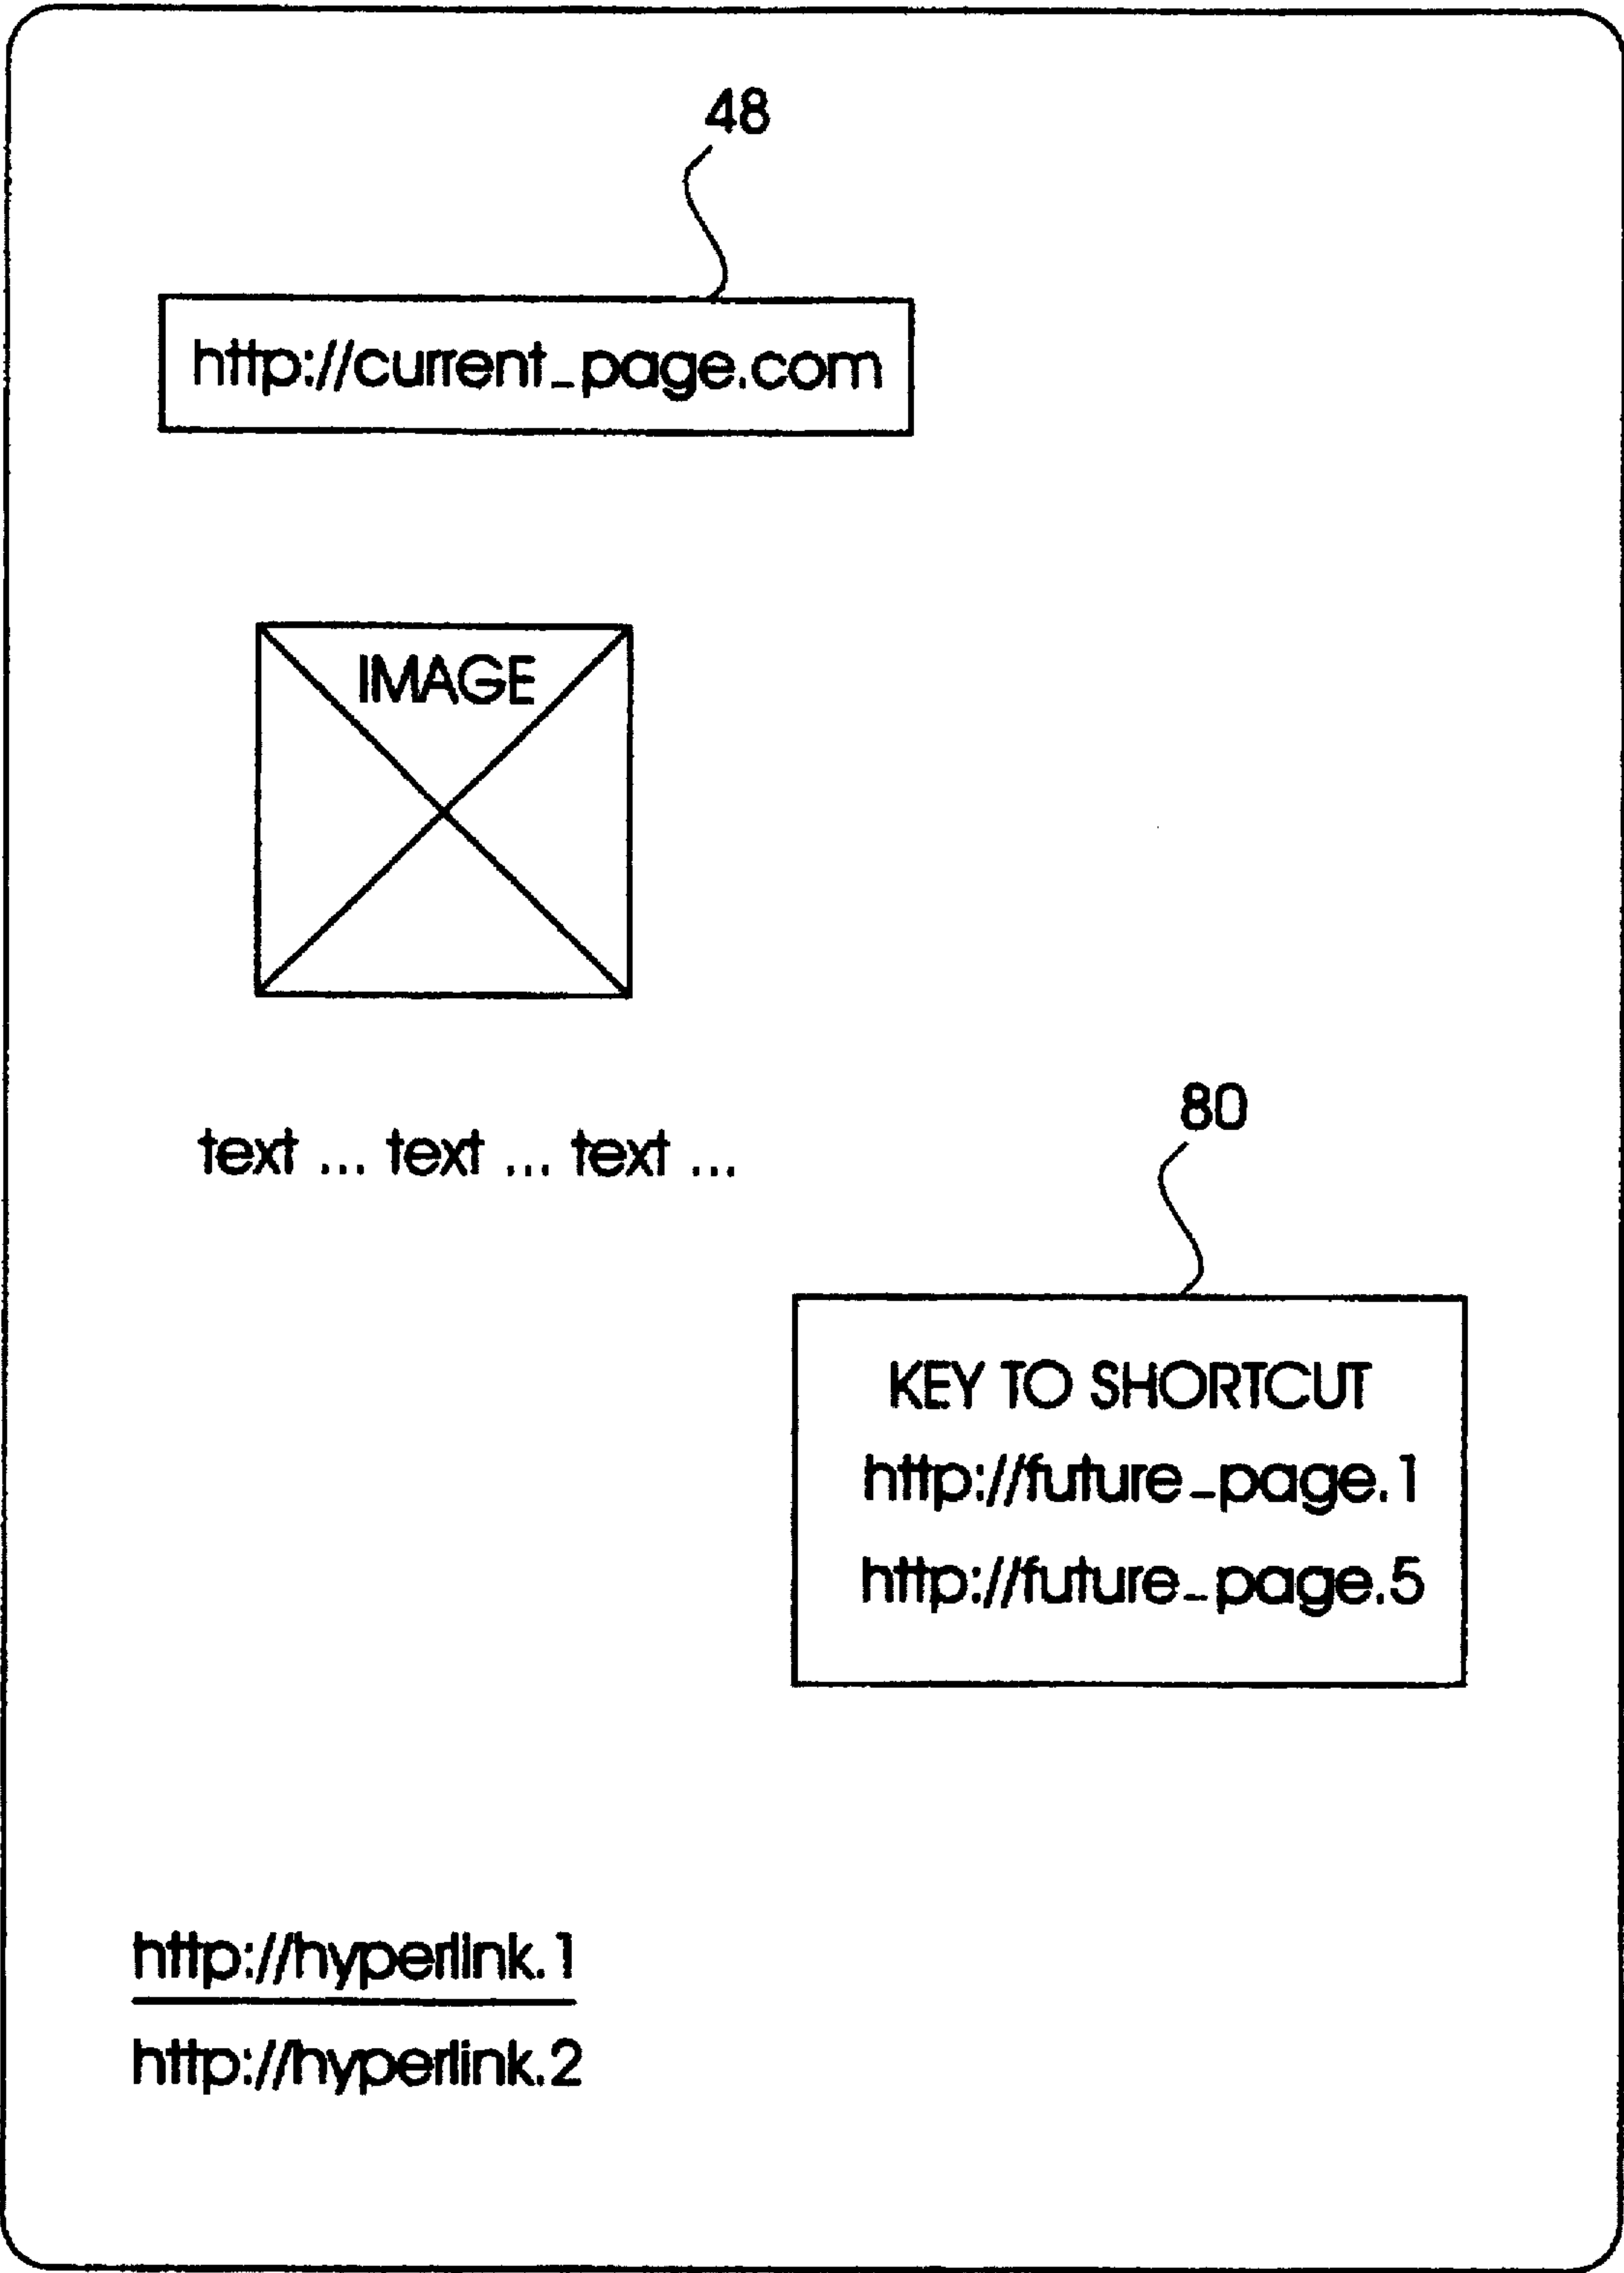 48
http://current_page.com
IMAGE
text ... text ... text ...
80
KEY TO SHORTCUT
http://future_page.1
http://future_page.5
http://hyperlink.1
http://hyperlink.2